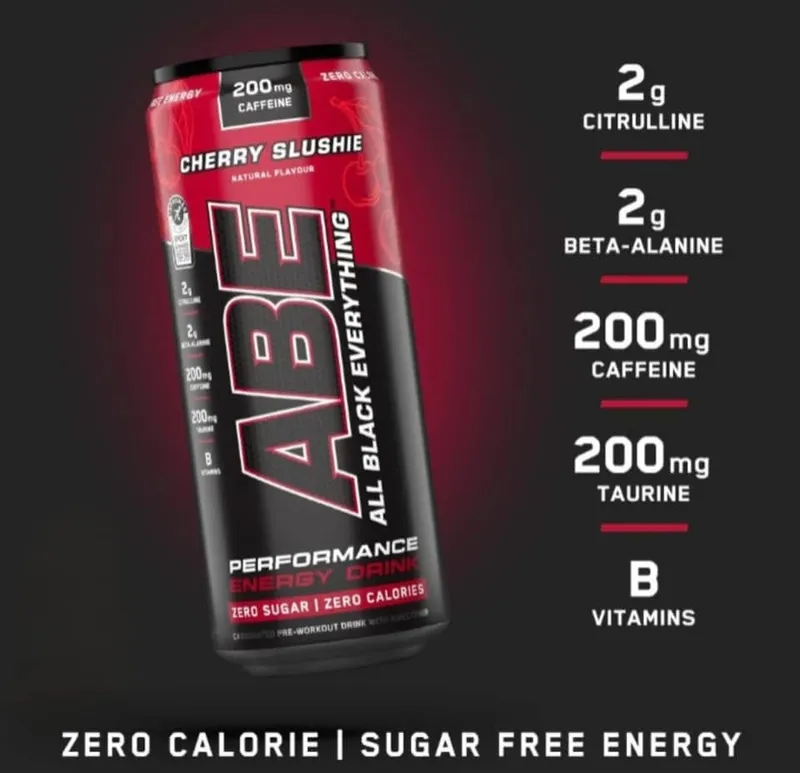 200mg
CAFFEINE
ENERGY
ZERO
CHERRY SLUSHIE
NATURAL FLAVOUR
ABE
ALL BLACK EVERYTHING
2g
CITRULLINE
2g
BETA-ALANINE
200mg
CAFFEINE
200mg
TAURINE
B
VITAMINS
PERFORMANCE
ENERGY DRINK
ZERO SUGAR | ZERO CALORIES
PRE-WORKOUT DRINK
2g
CITRULLINE
2g
BETA-ALANINE
200mg
CAFFEINE
200mg
TAURINE
B
VITAMINS
ZERO CALORIE | SUGAR FREE ENERGY